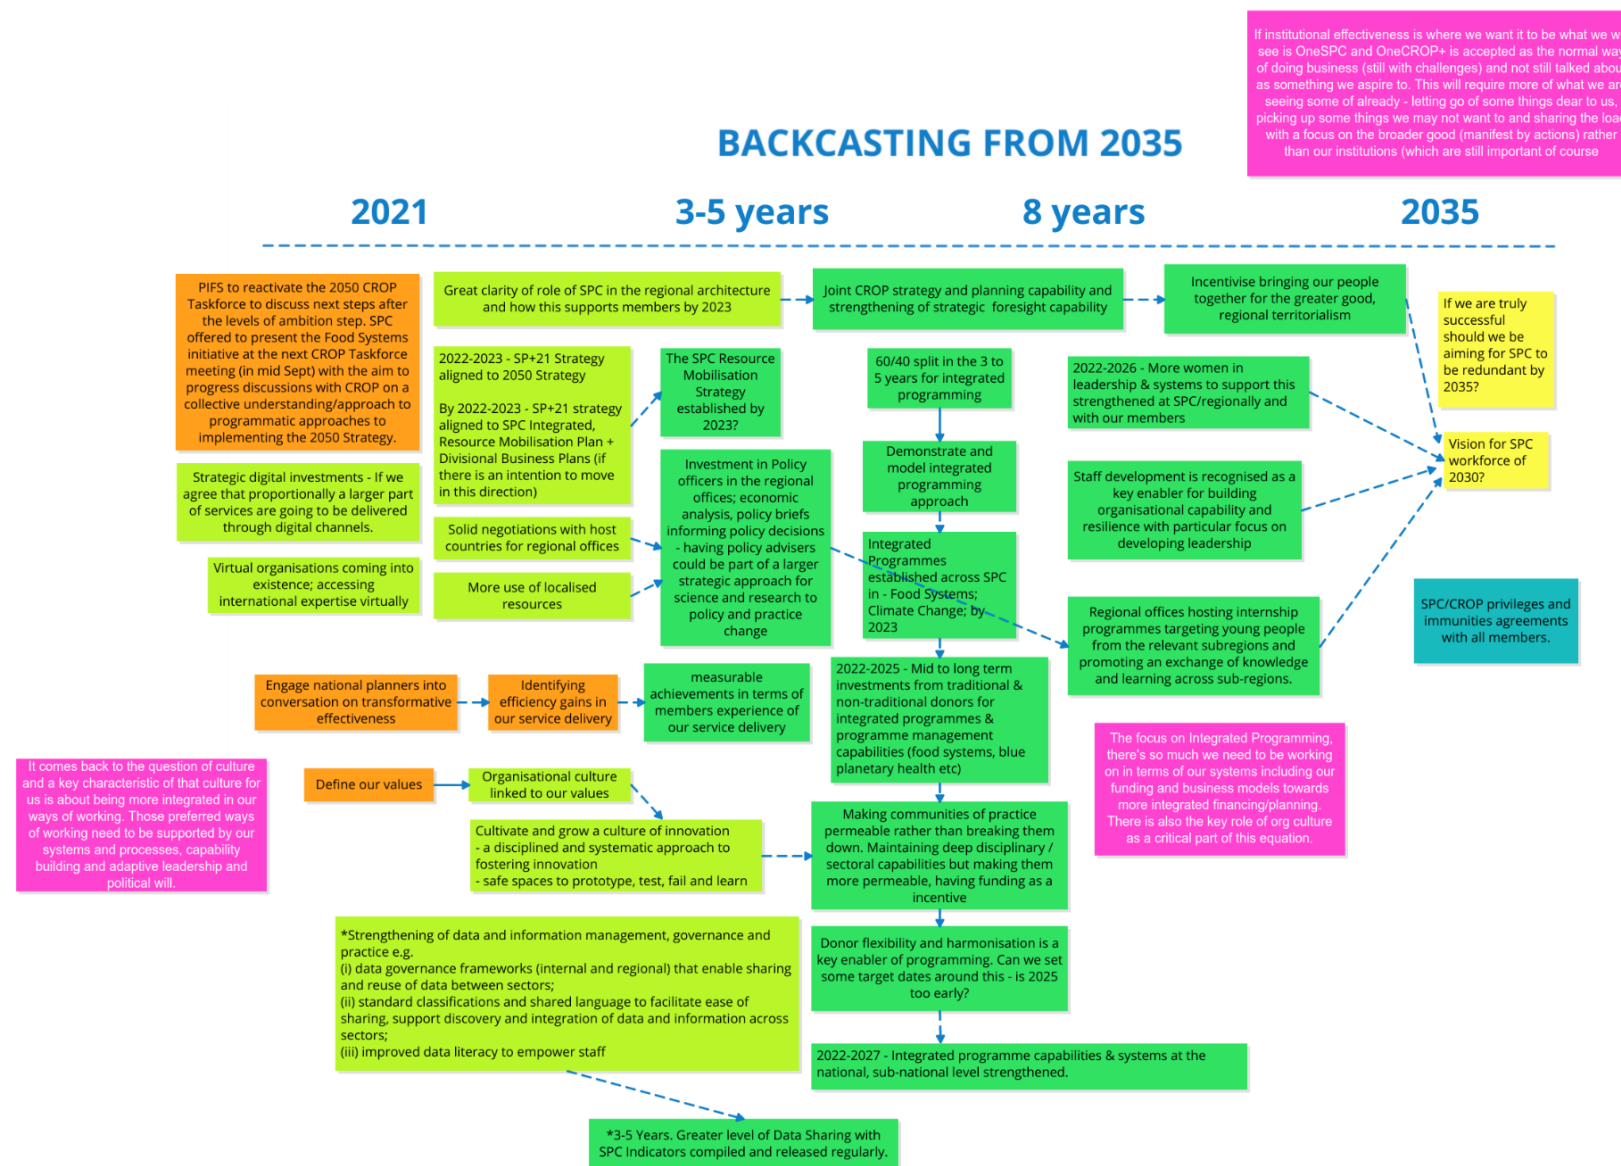 If institutional effectiveness is where we want it to be what we
see is OneSPC and OneCROP+ is accepted as the normal way
of doing business (still with challenges) and not still talked
as something we aspire to. This will require more of what we
seeing some of already - letting go of some things dear to us,
picking up some things we may not want to and sharing the
with a focus on the broader good (manifest by actions) rather
than our institutions (which are still important of course
BACKCASTING FROM 2035
2021
3-5 years
8 years
2035
PIFS to reactivate the 2050 CROP
Taskforce to discuss next steps after
the levels of ambition step. SPC
offered to present the Food Systems
initiative at the next CROP Taskforce
meeting (in mid Sept) with the aim to
progress discussions with CROP on a
collective understanding/approach to
programmatic approaches to
implementing the 2050 Strategy.
Great clarity of role of SPC in the regional architecture
and how this supports members by 2023
Joint CROP strategy and planning capability and
strengthening of strategic foresight capability
Incentivise bringing our people
together for the greater good,
regional territorialism
If we are truly
successful
should we be
aiming for SPC to
be redundant by
2035?
2022-2023 - SP+21 Strategy
aligned to 2050 Strategy
By 2022-2023 - SP+21 strategy
aligned to SPC Integrated,
Resource Mobilisation Plan +
Divisional Business Plans (if
there is an intention to move
in this direction)
The SPC Resource
Mobilisation
Strategy
established by
2023?
60/40 split in the 3 to
5 years for integrated
programming
2022-2026 - More women in
leadership & systems to support this
strengthened at SPC/regionally and
with our members
Vision for SPC
workforce of
2030?
Strategic digital investments - If we
agree that proportionally a larger part
of services are going to be delivered
through digital channels.
Investment in Policy
officers in the regional
offices; economic
analysis, policy briefs
informing policy decisions
- having policy advisers
could be part of a larger
strategic approach for
science and research to
policy and practice
change
Demonstrate and
model integrated
programming
approach
Staff development is recognised as a
key enabler for building
organisational capability and
resilience with particular focus on
developing leadership
Solid negotiations with host
countries for regional offices
Virtual organisations coming into
existence; accessing
international expertise virtually
More use of localised
resources
Integrated
Programmes
established across SPC
in - Food Systems;
Climate Change; by
2023
Regional offices hosting internship
programmes targeting young people
from the relevant subregions and
promoting an exchange of knowledge
and learning across sub-regions.
SPC/CROP privileges and
immunities agreements
with all members.
Engage national planners into
conversation on transformative
effectiveness
Identifying
efficiency gains in
our service delivery
measurable
achievements in terms of
members experience of
our service delivery
2022-2025 - Mid to long term
investments from traditional &
non-traditional donors for
integrated programmes &
programme management
capabilities (food systems, blue
planetary health etc)
The focus on Integrated Programming,
there's so much we need to be working
on in terms of our systems including our
funding and business models towards
more integrated financing/planning.
There is also the key role of org culture
as a critical part of this equation.
It comes back to the question of culture
and a key characteristic of that culture for
us is about being more integrated in our
ways of working. Those preferred ways
of working need to be supported by our
systems and processes, capability
building and adaptive leadership and
political will.
Define our values
Organisational culture
linked to our values
Cultivate and grow a culture of innovation
- a disciplined and systematic approach to
fostering innovation
- safe spaces to prototype, test, fail and learn
Making communities of practice
permeable rather than breaking them
down. Maintaining deep disciplinary /
sectoral capabilities but making them
more permeable, having funding as a
incentive
*Strengthening of data and information management, governance and
practice e.g.
(i) data governance frameworks (internal and regional) that enable sharing
and reuse of data between sectors;
(ii) standard classifications and shared language to facilitate ease of
sharing, support discovery and integration of data and information across
sectors;
(iii) improved data literacy to empower staff
Donor flexibility and harmonisation is a
key enabler of programming. Can we set
some target dates around this - is 2025
too early?
2022-2027 - Integrated programme capabilities & systems at the
national, sub-national level strengthened.
*3-5 Years. Greater level of Data Sharing with
SPC Indicators compiled and released regularly.